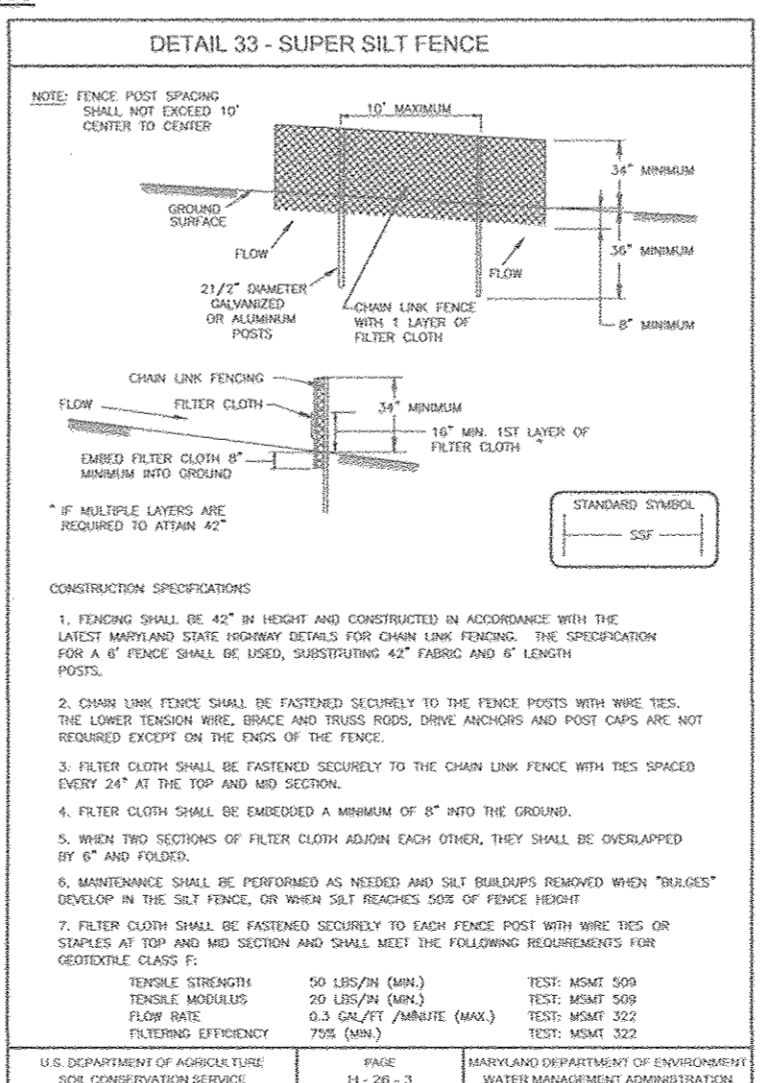 DETAIL 33 - SUPER SILT FENCE
NOTE: FENCE POST SPACING
SHALL NOT EXCEED 10'
CENTER TO CENTER
10' MAXIMUM
34" MINIMUM
GROUND
SURFACE
36" MINIMUM
FLOW
FLOW
21/2" DIAMETER
GALVANIZED
OR ALUMINUM
POSTS
CHAIN LINK FENCE
WITH 1 LAYER OF
FILTER CLOTH
8" MINIMUM
CHAIN LINK FENCING
FLOW
FILTER CLOTH
34" MINIMUM
16" MIN. 1ST LAYER OF
FILTER CLOTH *
EMBED FILTER CLOTH 8"
MINIMUM INTO GROUND
* IF MULTIPLE LAYERS ARE
REQUIRED TO ATTAIN 42"
STANDARD SYMBOL
SSF
CONSTRUCTION SPECIFICATIONS
1. FENCING SHALL BE 42" IN HEIGHT AND CONSTRUCTED IN ACCORDANCE WITH THE
LATEST MARYLAND STATE HIGHWAY DETAILS FOR CHAIN LINK FENCING. THE SPECIFICATION
FOR A 6' FENCE SHALL BE USED, SUBSTITUTING 42" FABRIC AND 6' LENGTH
POSTS.
2. CHAIN LINK FENCE SHALL BE FASTENED SECURELY TO THE FENCE POSTS WITH WIRE TIES.
THE LOWER TENSION WIRE, BRACE AND TRUSS RODS, DRIVE ANCHORS AND POST CAPS ARE NOT
REQUIRED EXCEPT ON THE ENDS OF THE FENCE.
3. FILTER CLOTH SHALL BE FASTENED SECURELY TO THE CHAIN LINK FENCE WITH TIES SPACED
EVERY 24" AT THE TOP AND MID SECTION.
4. FILTER CLOTH SHALL BE EMBEDDED A MINIMUM OF 8" INTO THE GROUND.
5. WHEN TWO SECTIONS OF FILTER CLOTH ADJOIN EACH OTHER, THEY SHALL BE OVERLAPPED
BY 6" AND FOLDED.
6. MAINTENANCE SHALL BE PERFORMED AS NEEDED AND SILT BUILDUPS REMOVED WHEN "BULGES"
DEVELOP IN THE SILT FENCE, OR WHEN SILT REACHES 50% OF FENCE HEIGHT
7. FILTER CLOTH SHALL BE FASTENED SECURELY TO EACH FENCE POST WITH WIRE TIES OR
STAPLES AT TOP AND MID SECTION AND SHALL MEET THE FOLLOWING REQUIREMENTS FOR
GEOTEXTILE CLASS F:
TENSILE STRENGTH 50 LBS/IN (MIN.) TEST: MSMT 509
TENSILE MODULUS 20 LBS/IN (MIN.) TEST: MSMT 509
FLOW RATE 0.3 GAL/FT /MINUTE (MAX.) TEST: MSMT 322
FILTERING EFFICIENCY 75% (MIN.) TEST: MSMT 322
U.S. DEPARTMENT OF AGRICULTURE PAGE MARYLAND DEPARTMENT OF ENVIRONMENT
SOIL CONSERVATION SERVICE H - 26 - 3 WATER MANAGEMENT ADMINISTRATION